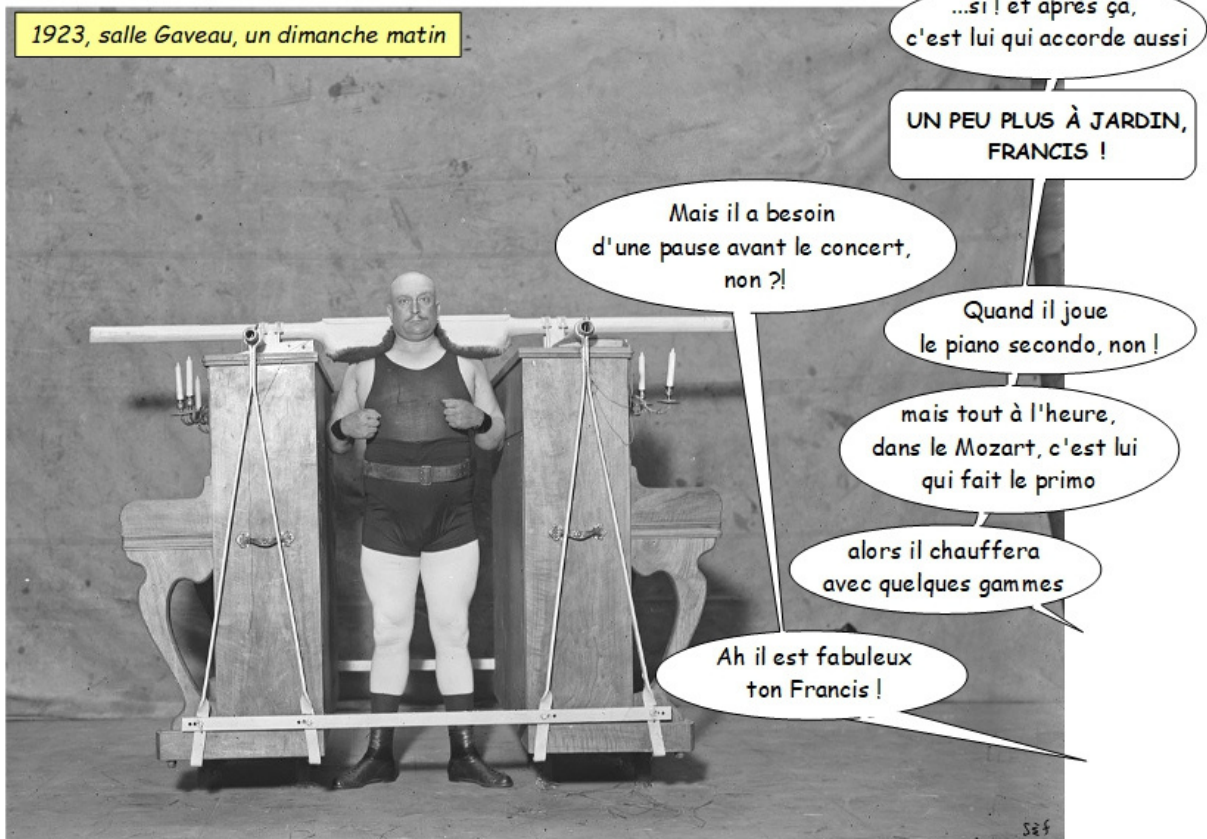 1923, salle Gaveau, un dimanche matin
...si ! et après ça,
c'est lui qui accorde aussi
UN PEU PLUS À JARDIN,
FRANCIS !
Mais il a besoin
d'une pause avant le concert,
non ?!
Quand il joue
le piano secondo, non !
mais tout à l'heure,
dans le Mozart, c'est lui
qui fait le primo
alors il chauffera
avec quelques gammes
Ah il est fabuleux
ton Francis !